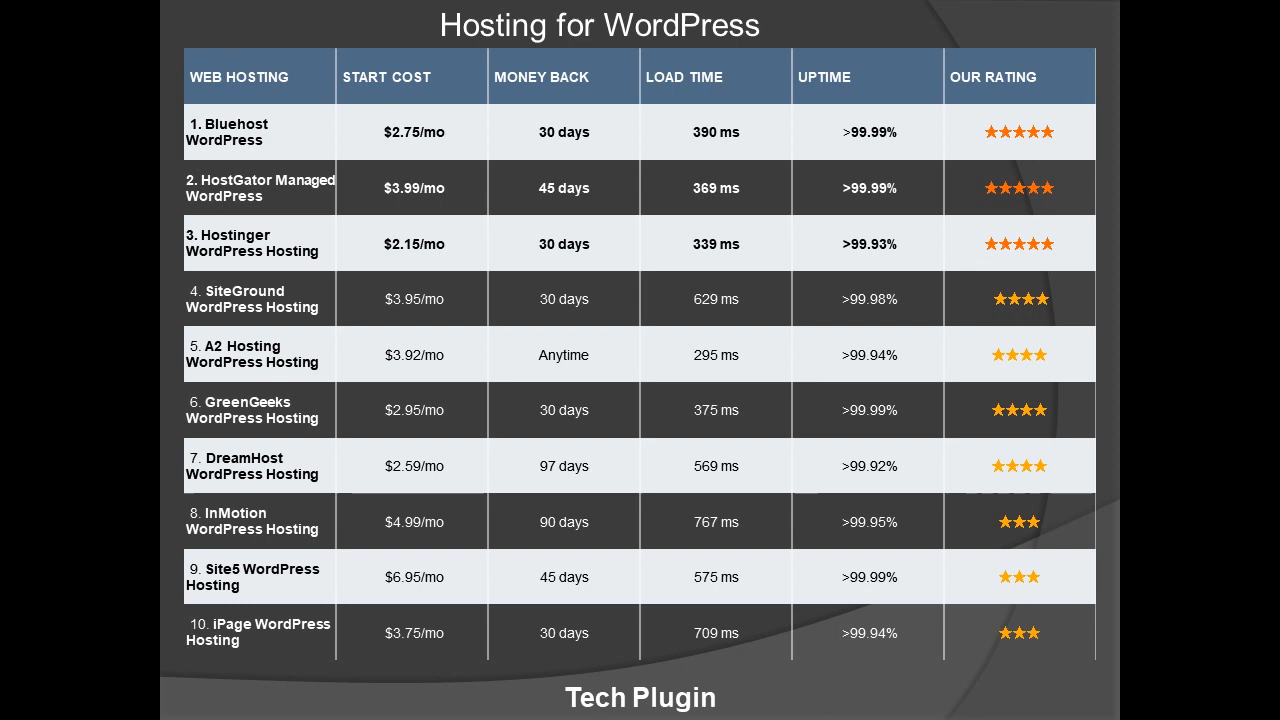 Hosting for WordPress
WEB HOSTING START COST MONEY BACK LOAD TIME UPTIME OUR RATING
1. Bluehost
WordPress $2.75/mo 30 days 390 ms >99.99% ★★★★★
2. HostGator Managed
WordPress $3.99/mo 45 days 369 ms >99.99% ★★★★★
3. Hostinger
WordPress Hosting $2.15/mo 30 days 339 ms >99.93% ★★★★★
4. SiteGround
WordPress Hosting $3.95/mo 30 days 629 ms >99.98% ★★★★
5. A2 Hosting
WordPress Hosting $3.92/mo Anytime 295 ms >99.94% ★★★★
6. GreenGeeks
WordPress Hosting $2.95/mo 30 days 375 ms >99.99% ★★★★
7. DreamHost
WordPress Hosting $2.59/mo 97 days 569 ms >99.92% ★★★★
8. InMotion
WordPress Hosting $4.99/mo 90 days 767 ms >99.95% ★★★
9. Site5 WordPress
Hosting $6.95/mo 45 days 575 ms >99.99% ★★★
10. iPage WordPress
Hosting $3.75/mo 30 days 709 ms >99.94% ★★★
Tech Plugin